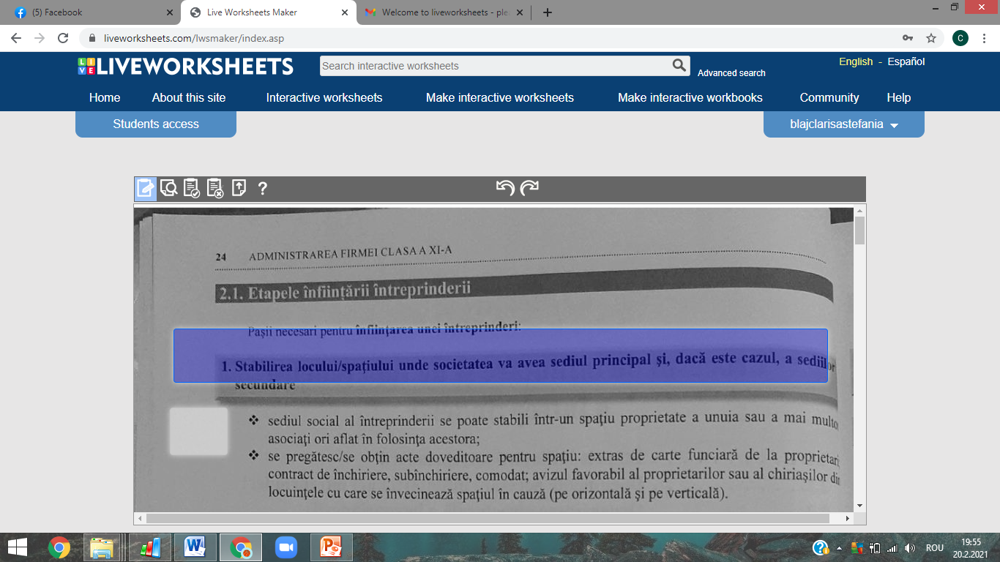 (5) Facebook
Live Worksheets Maker
Welcome to liveworksheets - ple
liveworksheets.com/lwsmaker/index.asp
C
LIVE
LIVEWORKSHEETS
Search interactive worksheets
Advanced search
English - Español
Home
About this site
Interactive worksheets
Make interactive worksheets
Make interactive workbooks
Community
Help
Students access
blajclarisastefania
?
24 ADMINISTRAREA FIRMEI CLASA A XI-A
2.1. Etapele înființării întreprinderii
Pașii necesari pentru înființarea unei întreprinderi:
1. Stabilirea locului/spațiului unde societatea va avea sediul principal și, dacă este cazul, a sediilor
secundare
❖ sediul social al întreprinderii se poate stabili într-un spațiu proprietate a unuia sau a mai multo
asociați ori aflat în folosința acestora;
❖ se pregătesc/se obțin acte doveditoare pentru spațiu: extras de carte funciară de la proprietari
contract de închiriere, subînchiriere, comodat; avizul favorabil al proprietarilor sau al chiriașilor din
locuințele cu care se învecinează spațiul în cauză (pe orizontală și pe verticală).
ROU
19:55
20.2.2021